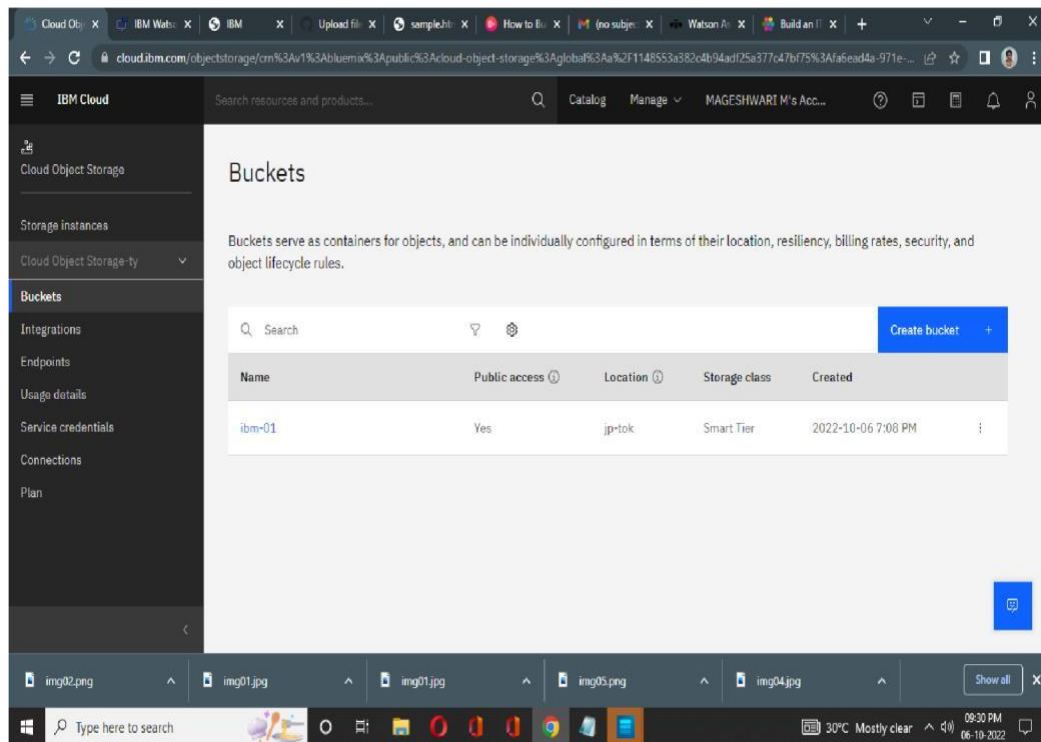 Cloud Obj
IBM Wats
IBM
Upload file
sample.ht
How to Bu
(no subjec
Watson As
Build an I
cloud.ibm.com/objectstorage/crn%3Av1%3Abluemix%3Apublic%3Acloud-object-storage%3Aglobal%3Aa%2F1148553a382c4b94adf25a377c47bf75%3Afa6ead4a-971e-...
IBM Cloud
Search resources and products...
Catalog
Manage
MAGESHWARI M's Acc...
Cloud Object Storage
Storage instances
Cloud Object Storage-ty
Buckets
Integrations
Endpoints
Usage details
Service credentials
Connections
Plan
Buckets
Buckets serve as containers for objects, and can be individually configured in terms of their location, resiliency, billing rates, security, and
object lifecycle rules.
Search
Create bucket +
Name Public access Location Storage class Created
ibm-01 Yes jp-tok Smart Tier 2022-10-06 7:08 PM
img02.png
img01.jpg
img01.jpg
img05.png
img04.jpg
Show all
Type here to search
30°C Mostly clear
09:30 PM
06-10-2022